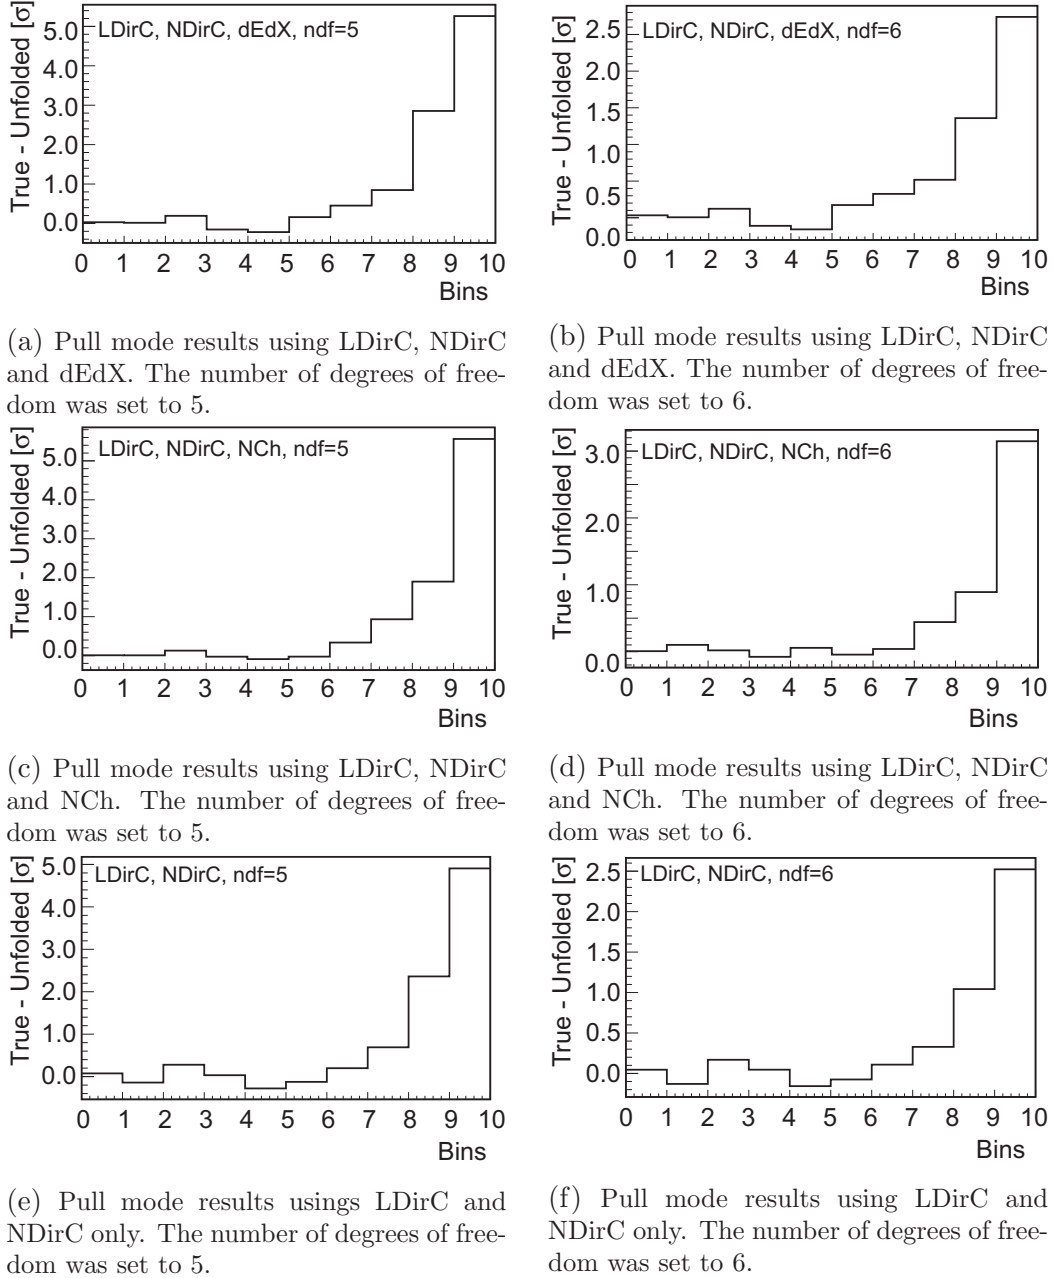 True - Unfolded [σ]
LDirC, NDirC, dEdX, ndf=5
5.0
4.0
3.0
2.0
1.0
0.0
0 1 2 3 4 5 6 7 8 9 10
Bins
True - Unfolded [σ]
LDirC, NDirC, dEdX, ndf=6
2.5
2.0
1.5
1.0
0.5
0.0
0 1 2 3 4 5 6 7 8 9 10
Bins
(a) Pull mode results using LDirC, NDirC
and dEdX. The number of degrees of free-
dom was set to 5.
(b) Pull mode results using LDirC, NDirC
and dEdX. The number of degrees of free-
dom was set to 6.
True - Unfolded [σ]
LDirC, NDirC, NCh, ndf=5
5.0
4.0
3.0
2.0
1.0
0.0
0 1 2 3 4 5 6 7 8 9 10
Bins
True - Unfolded [σ]
LDirC, NDirC, NCh, ndf=6
3.0
2.0
1.0
0.0
0 1 2 3 4 5 6 7 8 9 10
Bins
(c) Pull mode results using LDirC, NDirC
and NCh. The number of degrees of free-
dom was set to 5.
(d) Pull mode results using LDirC, NDirC
and NCh. The number of degrees of free-
dom was set to 6.
True - Unfolded [σ]
LDirC, NDirC, ndf=5
5.0
4.0
3.0
2.0
1.0
0.0
0 1 2 3 4 5 6 7 8 9 10
Bins
True - Unfolded [σ]
LDirC, NDirC, ndf=6
2.5
2.0
1.5
1.0
0.5
0.0
0 1 2 3 4 5 6 7 8 9 10
Bins
(e) Pull mode results usings LDirC and
NDirC only. The number of degrees of free-
dom was set to 5.
(f) Pull mode results using LDirC and
NDirC only. The number of degrees of free-
dom was set to 6.